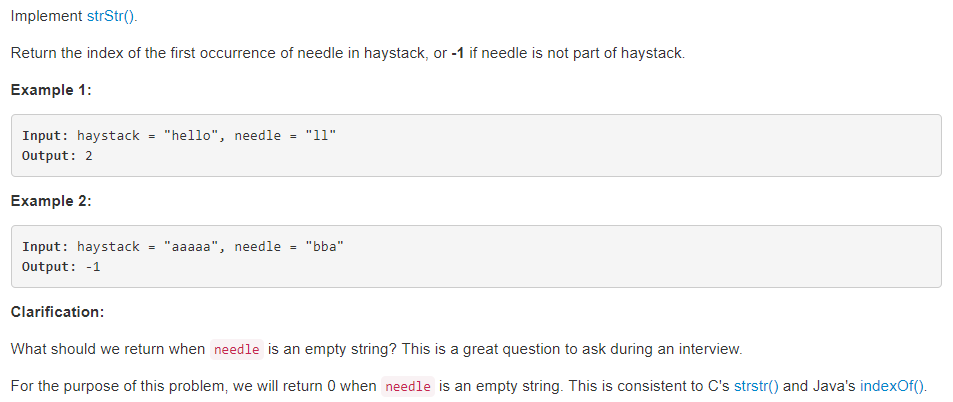 Implement strStr().
Return the index of the first occurrence of needle in haystack, or -1 if needle is not part of haystack.
Example 1:
Input: haystack = "hello", needle = "ll"
Output: 2
Example 2:
Input: haystack = "aaaaa", needle = "bba"
Output: -1
Clarification:
What should we return when needle is an empty string? This is a great question to ask during an interview.
For the purpose of this problem, we will return 0 when needle is an empty string. This is consistent to C's strstr() and Java's indexOf().